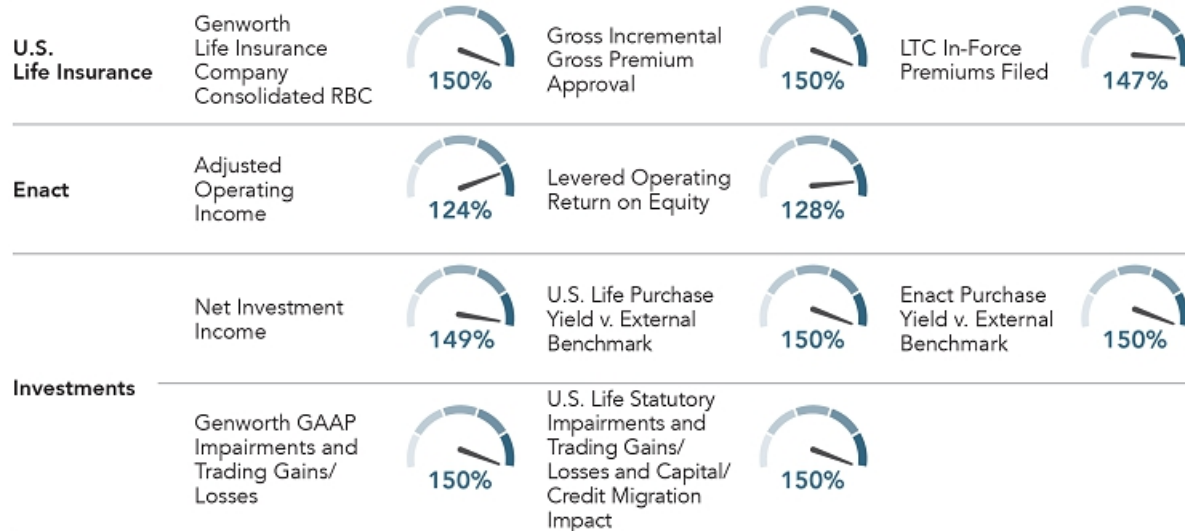 U.S.
Life Insurance
Genworth
Life Insurance
Company
Consolidated RBC
150%
Gross Incremental
Gross Premium
Approval
150%
LTC In-Force
Premiums Filed
147%
Enact
Adjusted
Operating
Income
124%
Levered Operating
Return on Equity
128%
Investments
Net Investment
Income
149%
U.S. Life Purchase
Yield v. External
Benchmark
150%
Enact Purchase
Yield v. External
Benchmark
150%
Genworth GAAP
Impairments and
Trading Gains/
Losses
150%
U.S. Life Statutory
Impairments and
Trading Gains/
Losses and Capital/
Credit Migration
Impact
150%